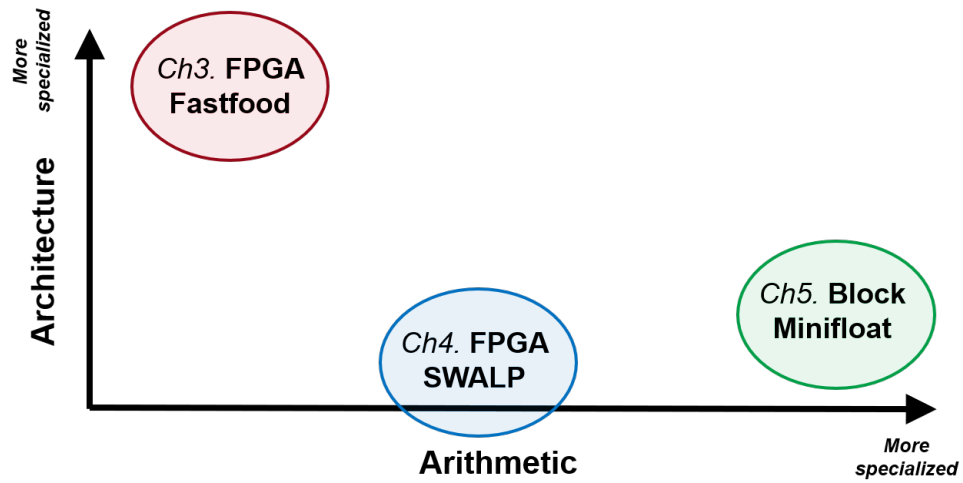 More
specialized
Architecture
Ch3. FPGA
Fastfood
Ch4. FPGA
SWALP
Ch5. Block
Minifloat
Arithmetic
More
specialized